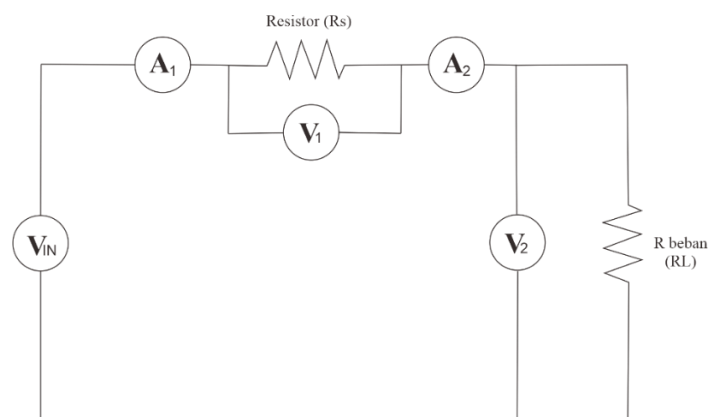 Resistor (Rs)
A1
A2
V1
VIN
V2
R beban
(RL)